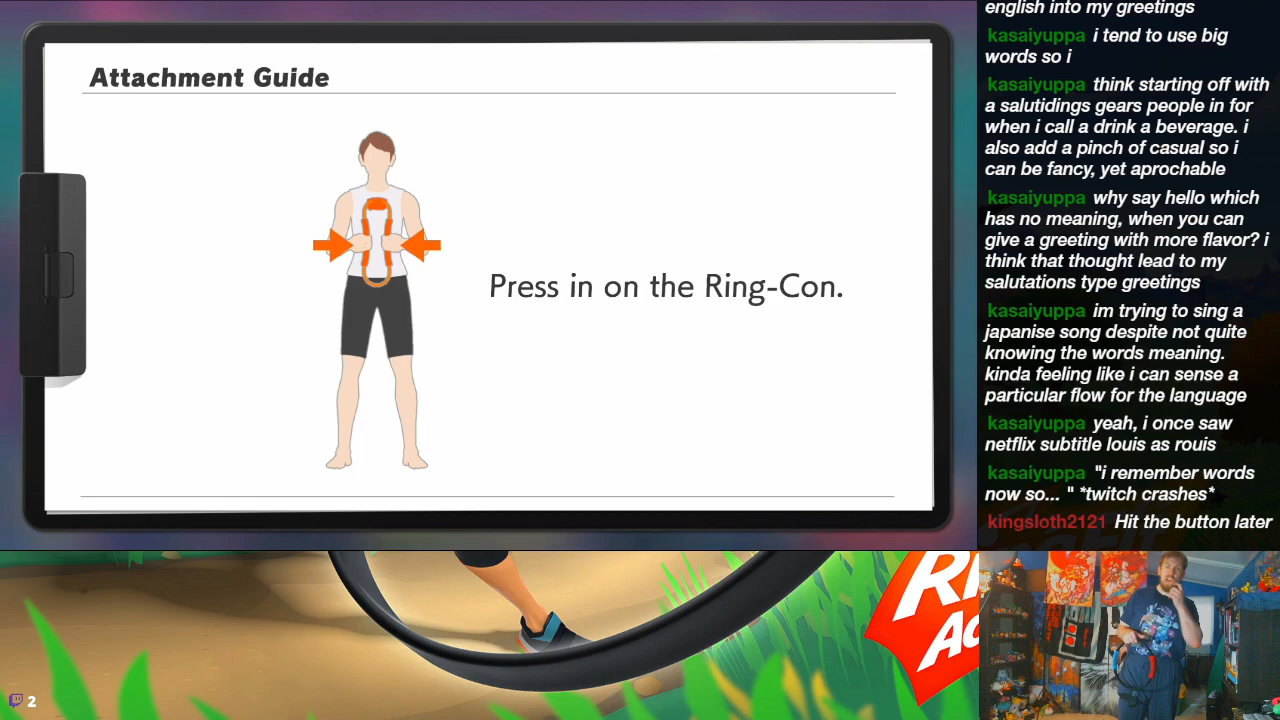 Attachment Guide
Press in on the Ring-Con.
english into my greetings
kasaiyuppa i tend to use big
words so i
kasaiyuppa think starting off with
a salutidings gears people in for
when i call a drink a beverage. i
also add a pinch of casual so i
can be fancy, yet aprochable
kasaiyuppa why say hello which
has no meaning, when you can
give a greeting with more flavor? i
think that thought lead to my
salutations type greetings
kasaiyuppa im trying to sing a
japanise song despite not quite
knowing the words meaning.
kinda feeling like i can sense a
particular flow for the language
kasaiyuppa yeah, i once saw
netflix subtitle louis as rouis
kasaiyuppa "i remember words
now so... " *twitch crashes*
kingsloth2121 Hit the button later
2